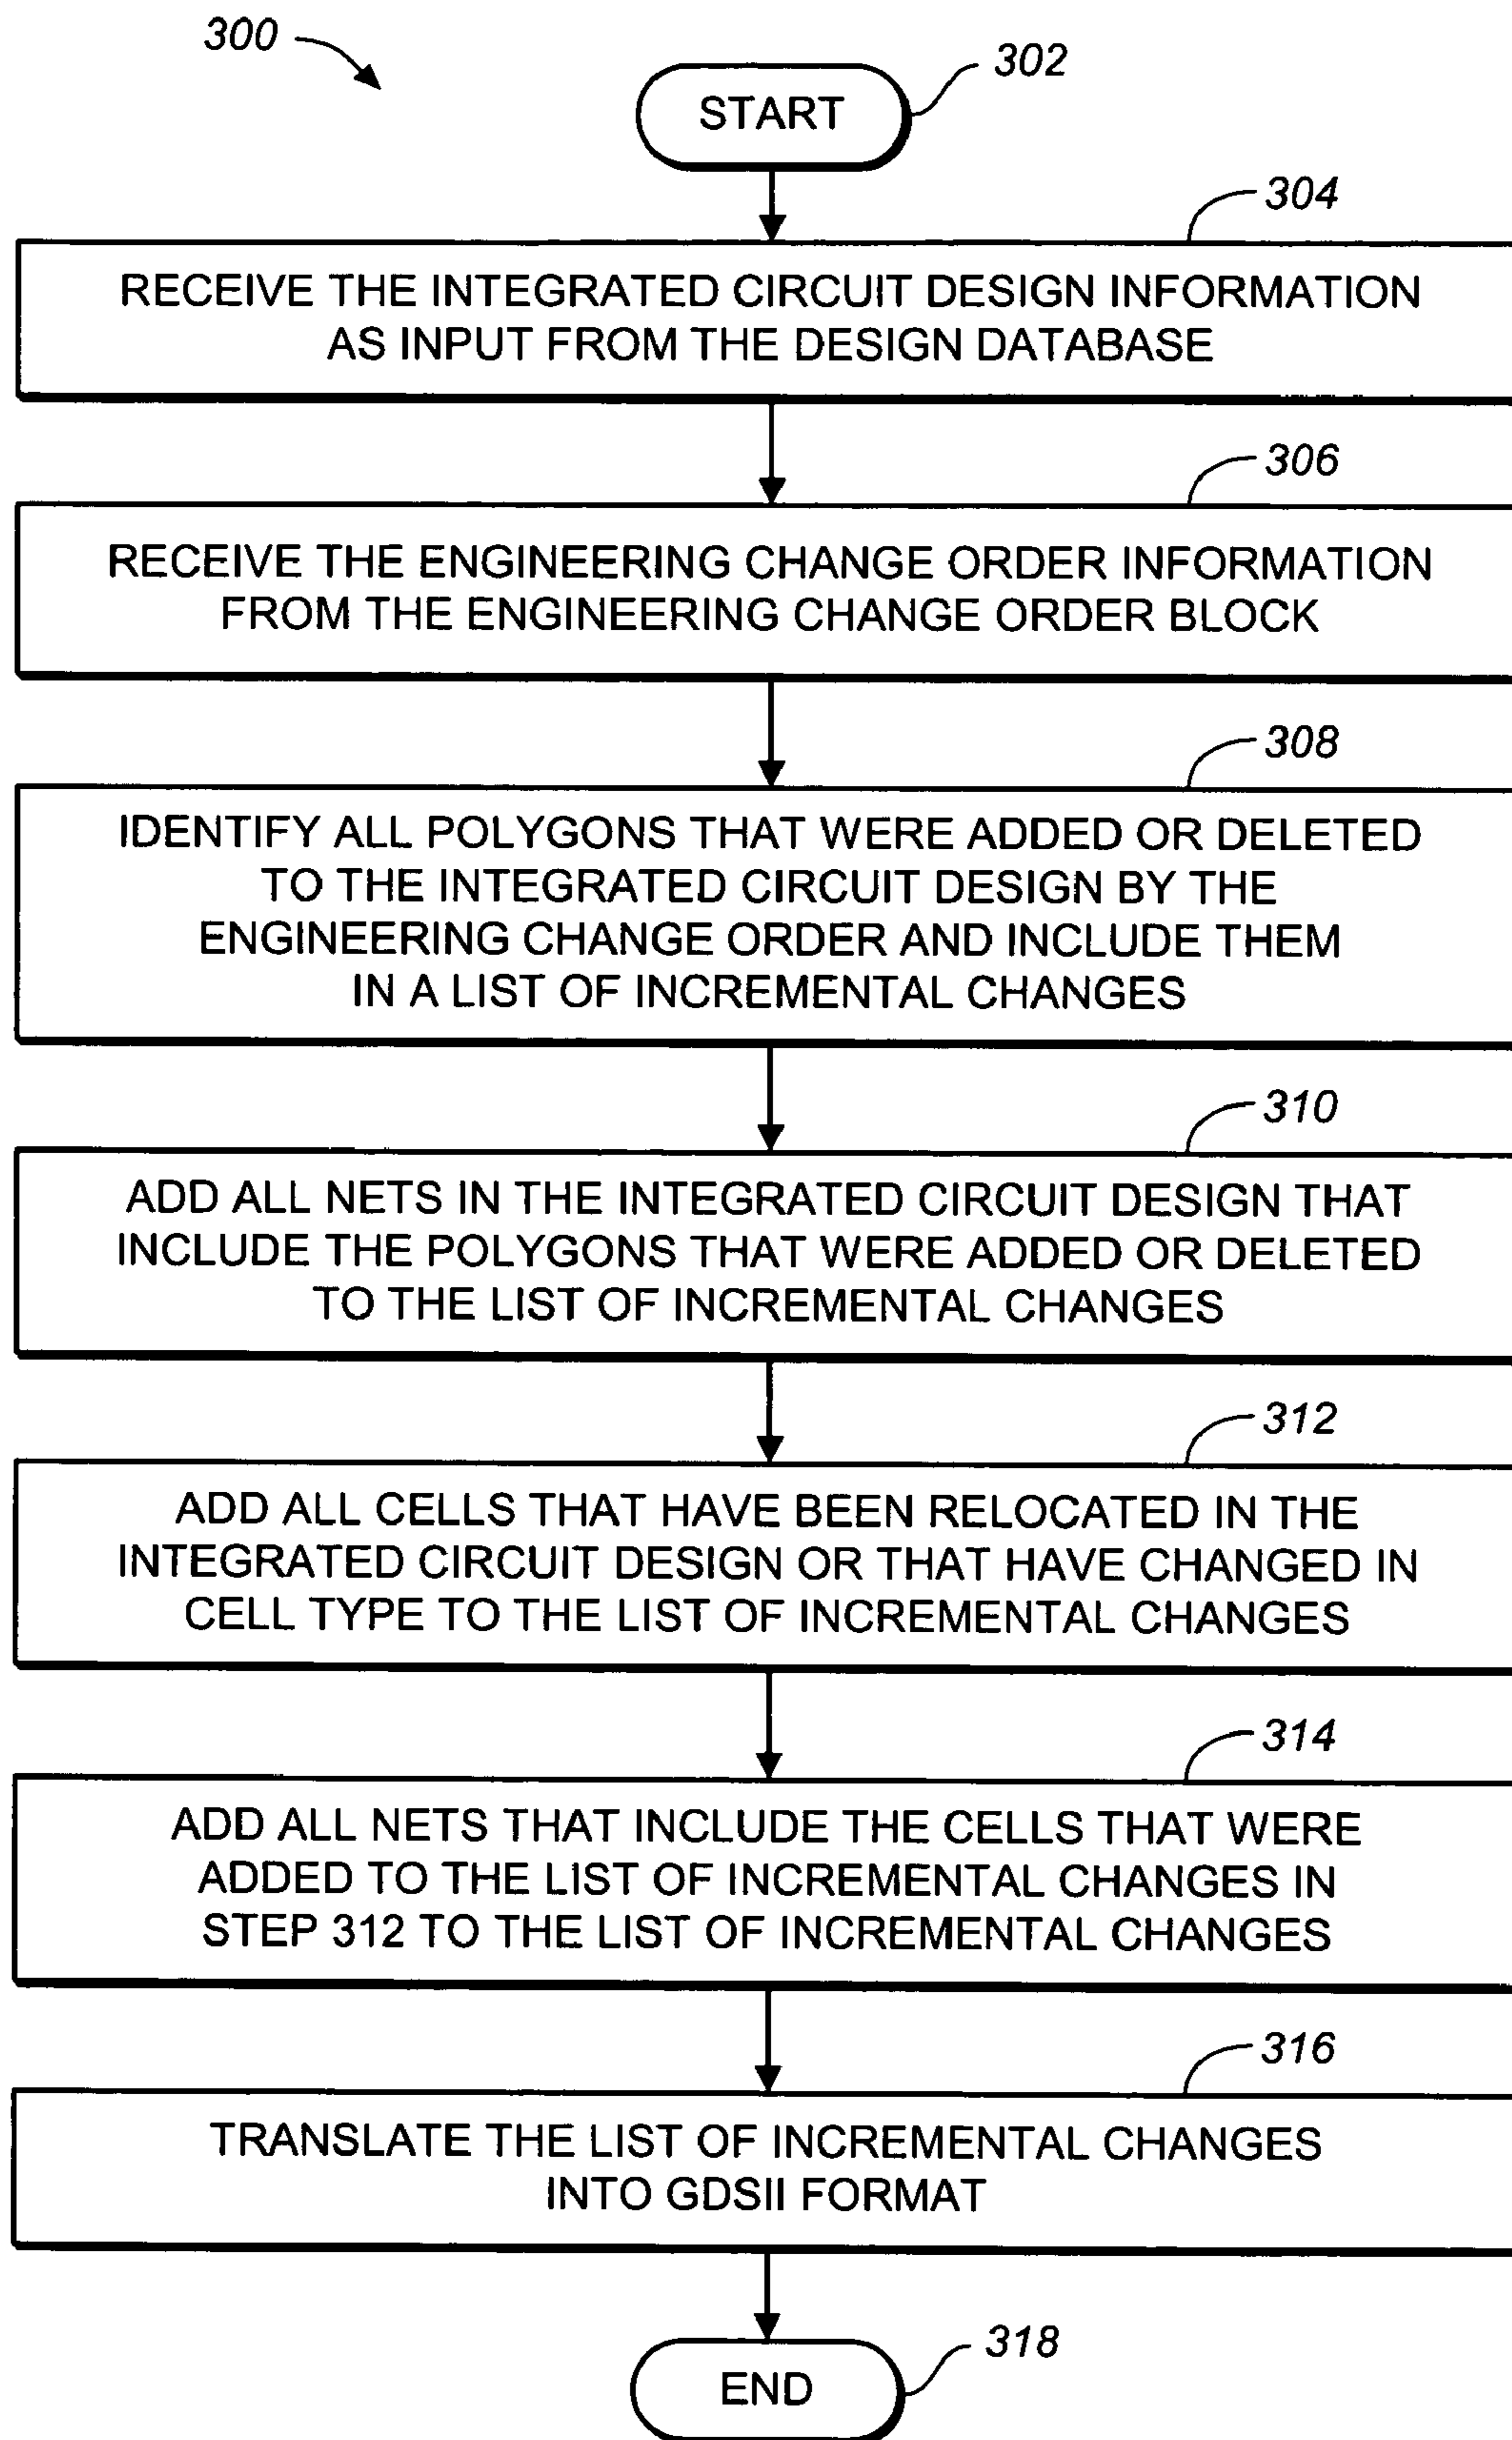 300
START
302
304
RECEIVE THE INTEGRATED CIRCUIT DESIGN INFORMATION
AS INPUT FROM THE DESIGN DATABASE
306
RECEIVE THE ENGINEERING CHANGE ORDER INFORMATION
FROM THE ENGINEERING CHANGE ORDER BLOCK
308
IDENTIFY ALL POLYGONS THAT WERE ADDED OR DELETED
TO THE INTEGRATED CIRCUIT DESIGN BY THE
ENGINEERING CHANGE ORDER AND INCLUDE THEM
IN A LIST OF INCREMENTAL CHANGES
310
ADD ALL NETS IN THE INTEGRATED CIRCUIT DESIGN THAT
INCLUDE THE POLYGONS THAT WERE ADDED OR DELETED
TO THE LIST OF INCREMENTAL CHANGES
312
ADD ALL CELLS THAT HAVE BEEN RELOCATED IN THE
INTEGRATED CIRCUIT DESIGN OR THAT HAVE CHANGED IN
CELL TYPE TO THE LIST OF INCREMENTAL CHANGES
314
ADD ALL NETS THAT INCLUDE THE CELLS THAT WERE
ADDED TO THE LIST OF INCREMENTAL CHANGES IN
STEP 312 TO THE LIST OF INCREMENTAL CHANGES
316
TRANSLATE THE LIST OF INCREMENTAL CHANGES
INTO GDSII FORMAT
318
END